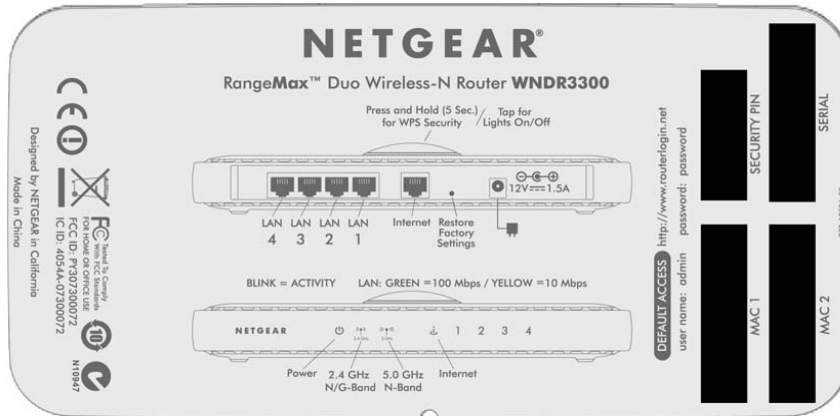 NETGEAR®
RangeMax™ Duo Wireless-N Router WNDR3300
Press and Hold (5 Sec.) / Tap for
for WPS Security Lights On/Off
12V 1.5A
LAN LAN LAN LAN Internet Restore
4 3 2 1 Factory
Settings
BLINK = ACTIVITY LAN: GREEN =100 Mbps / YELLOW =10 Mbps
NETGEAR 1 2 3 4
Power 2.4 GHz 5.0 GHz Internet
N/G-Band N-Band
Designed by NETGEAR in California
Made in China
CE
FC Tested To Comply
With FCC Standards
FOR HOME OR OFFICE USE
FCC ID: PY307300072
IC ID: 4054A-07300072
10
N10947
DEFAULT ACCESS http://www.routerlogin.net
user name: admin password: password
SECURITY PIN
SERIAL
MAC 1
MAC 2